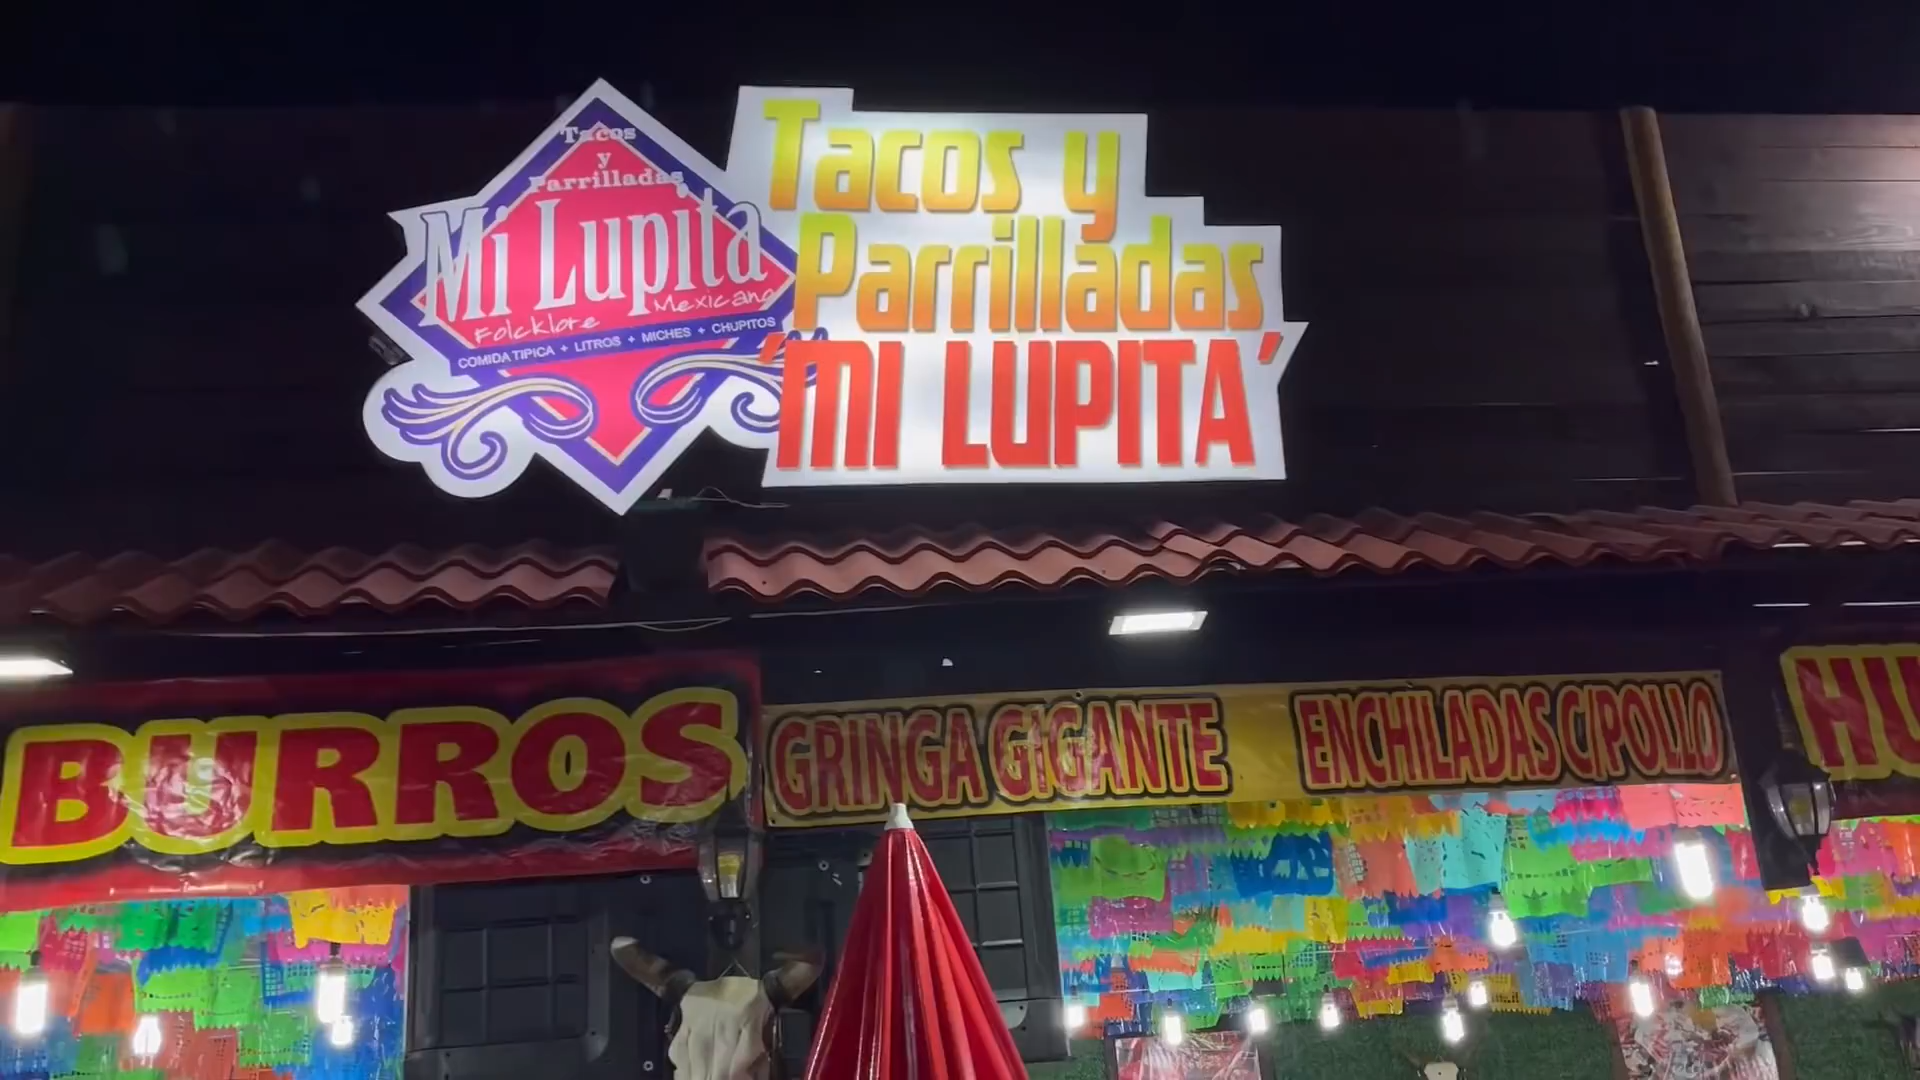 Tacos
y
Parrilladas
Mi Lupita
Folcklore Mexicano
COMIDA TIPICA + LITROS + MICHES + CHUPITOS
Tacos y
Parrilladas
'MI LUPITA'
BURROS
GRINGA GIGANTE
ENCHILADAS C/POLLO
HU